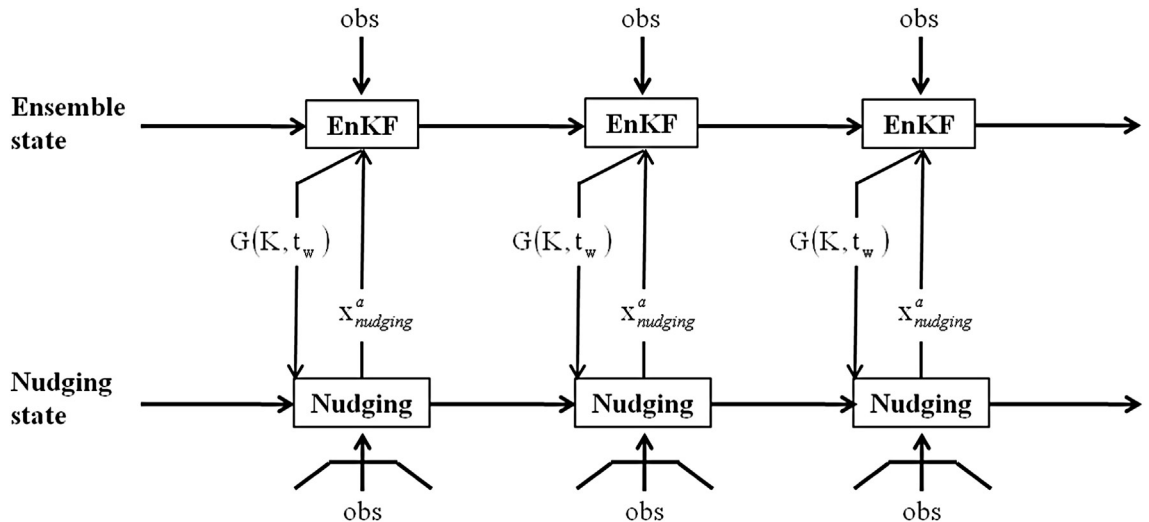 obs obs obs
Ensemble
state
EnKF EnKF EnKF
G(K, t_w) G(K, t_w) G(K, t_w)
x^a_nudging x^a_nudging x^a_nudging
Nudging
state
Nudging Nudging Nudging
obs obs obs